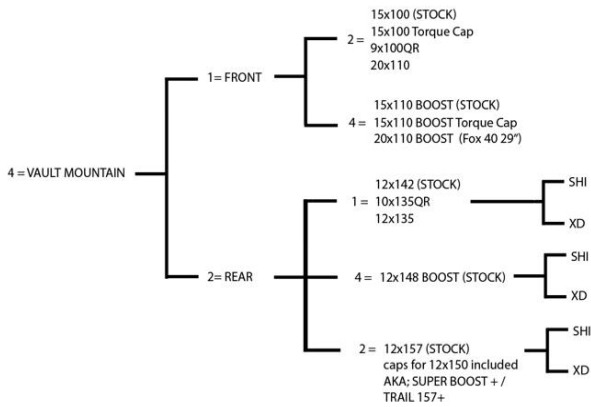 4 = VAULT MOUNTAIN
1= FRONT
2 =
15x100 (STOCK)
15x100 Torque Cap
9x100QR
20x110
4 =
15x110 BOOST (STOCK)
15x110 BOOST Torque Cap
20x110 BOOST (Fox 40 29")
2= REAR
1 =
12x142 (STOCK)
10x135QR
12x135
SHI
XD
4 = 12x148 BOOST (STOCK)
SHI
XD
2 = 12x157 (STOCK)
caps for 12x150 included
AKA; SUPER BOOST + /
TRAIL 157+
SHI
XD